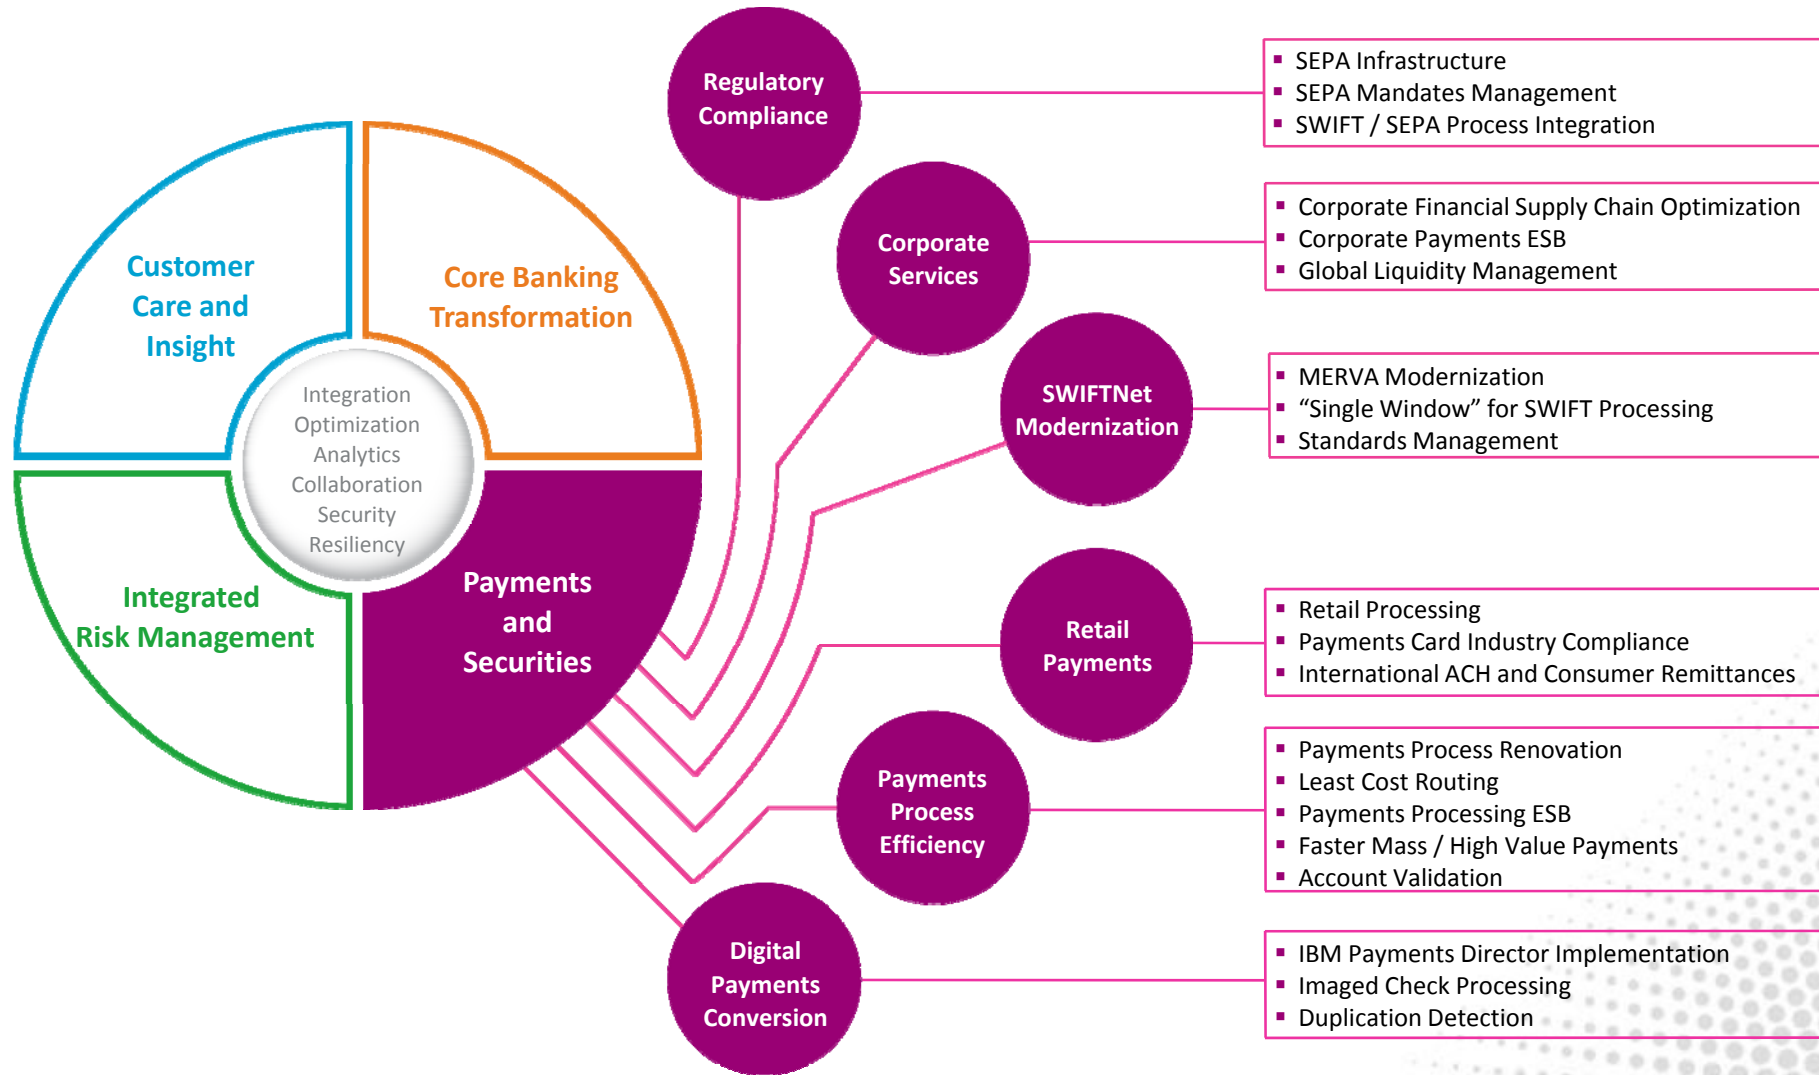 Customer
Care and
Insight
Core Banking
Transformation
Integration
Optimization
Analytics
Collaboration
Security
Resiliency
Integrated
Risk Management
Payments
and
Securities
Regulatory
Compliance
▪ SEPA Infrastructure
▪ SEPA Mandates Management
▪ SWIFT / SEPA Process Integration
Corporate
Services
▪ Corporate Financial Supply Chain Optimization
▪ Corporate Payments ESB
▪ Global Liquidity Management
SWIFTNet
Modernization
▪ MERVA Modernization
▪ “Single Window” for SWIFT Processing
▪ Standards Management
Retail
Payments
▪ Retail Processing
▪ Payments Card Industry Compliance
▪ International ACH and Consumer Remittances
Payments
Process
Efficiency
▪ Payments Process Renovation
▪ Least Cost Routing
▪ Payments Processing ESB
▪ Faster Mass / High Value Payments
▪ Account Validation
Digital
Payments
Conversion
▪ IBM Payments Director Implementation
▪ Imaged Check Processing
▪ Duplication Detection